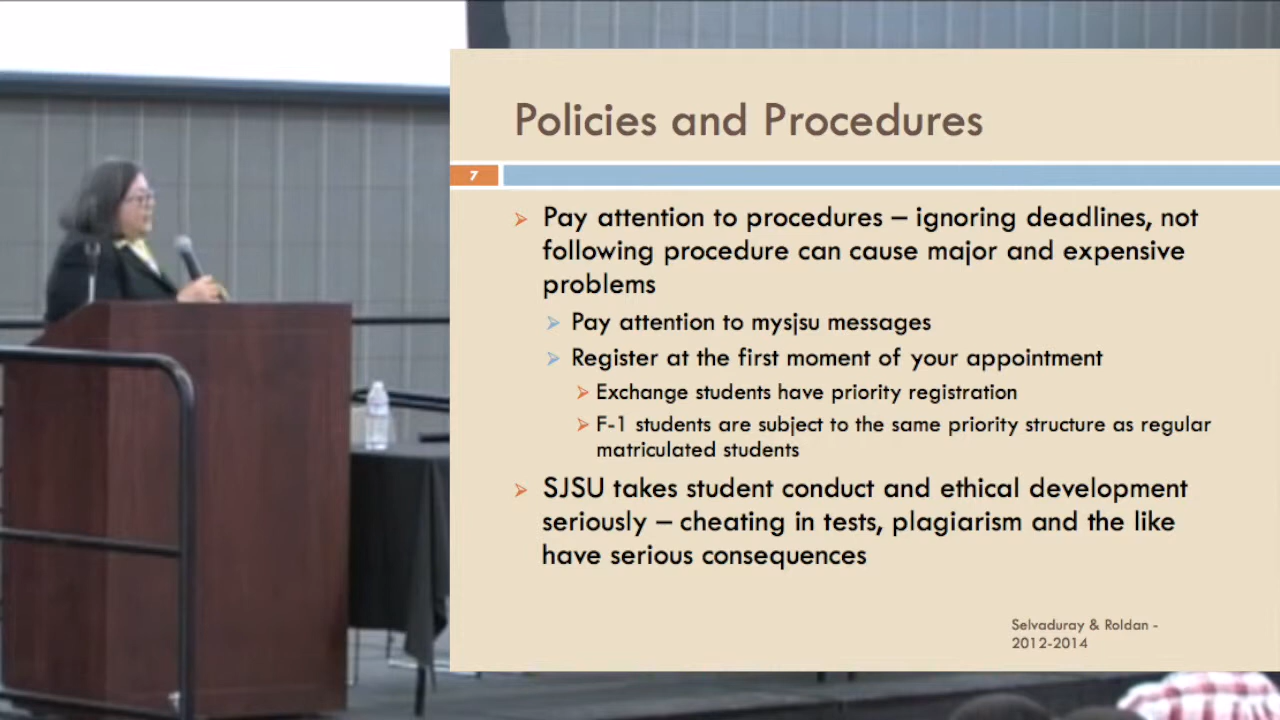 Policies and Procedures
7
➢ Pay attention to procedures – ignoring deadlines, not
following procedure can cause major and expensive
problems
➢ Pay attention to mysjsu messages
➢ Register at the first moment of your appointment
➢ Exchange students have priority registration
➢ F-1 students are subject to the same priority structure as regular
matriculated students
➢ SJSU takes student conduct and ethical development
seriously – cheating in tests, plagiarism and the like
have serious consequences
Selvaduray & Roldan -
2012-2014